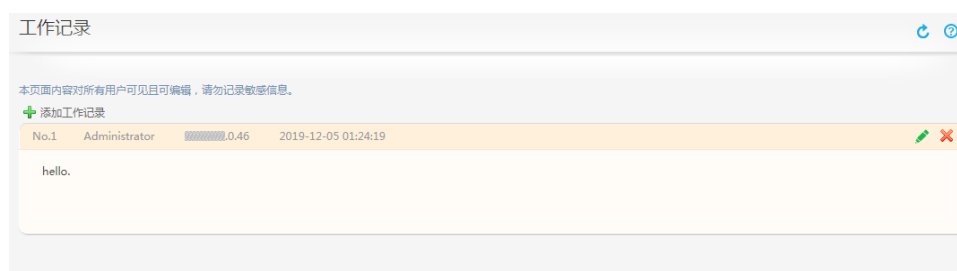 工作记录
本页面内容对所有用户可见且可编辑，请勿记录敏感信息。
添加工作记录
No.1 Administrator .0.46 2019-12-05 01:24:19
hello.